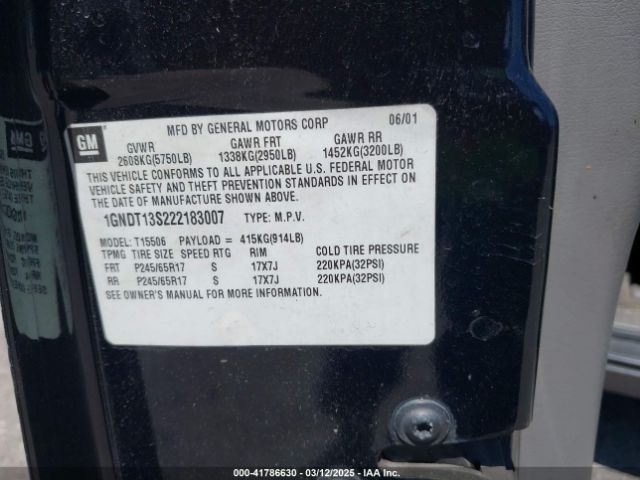 MFD BY GENERAL MOTORS CORP 06/01
GM
GVWR GAWR FRT GAWR RR
2608KG(5750LB) 1338KG(2950LB) 1452KG(3200LB)
THIS VEHICLE CONFORMS TO ALL APPLICABLE U.S. FEDERAL MOTOR
VEHICLE SAFETY AND THEFT PREVENTION STANDARDS IN EFFECT ON
THE DATE OF MANUFACTURE SHOWN ABOVE.
1GNDT13S222183007 TYPE: M.P.V.
MODEL: T15506 PAYLOAD = 415KG(914LB)
TPMG TIRE SIZE SPEED RTG RIM COLD TIRE PRESSURE
FRT P245/65R17 S 17X7J 220KPA(32PSI)
RR P245/65R17 S 17X7J 220KPA(32PSI)
SEE OWNER'S MANUAL FOR MORE INFORMATION.
000-41786630 - 03/12/2025 - IAA Inc.